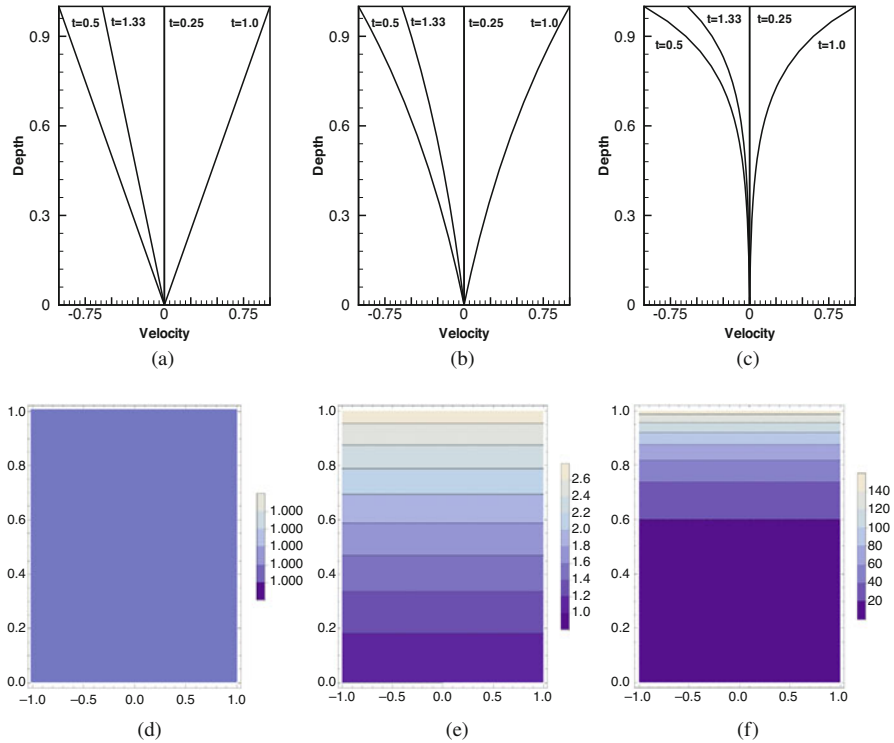 t=0.5 t=1.33 t=0.25 t=1.0
0.9
0.6
0.3
0
Depth
-0.75 0 0.75
Velocity
(a)
t=0.5 t=1.33 t=0.25 t=1.0
0.9
0.6
0.3
0
Depth
-0.75 0 0.75
Velocity
(b)
t=1.33 t=0.25
t=0.5 t=1.0
0.9
0.6
0.3
0
Depth
-0.75 0 0.75
Velocity
(c)
1.0
0.8
0.6
0.4
0.2
0.0
−1.0 −0.5 0.0 0.5 1.0
1.000
1.000
1.000
1.000
1.000
(d)
1.0
0.8
0.6
0.4
0.2
0.0
−1.0 −0.5 0.0 0.5 1.0
2.6
2.4
2.2
2.0
1.8
1.6
1.4
1.2
1.0
(e)
1.0
0.8
0.6
0.4
0.2
0.0
−1.0 −0.5 0.0 0.5 1.0
140
120
100
80
60
40
20
(f)